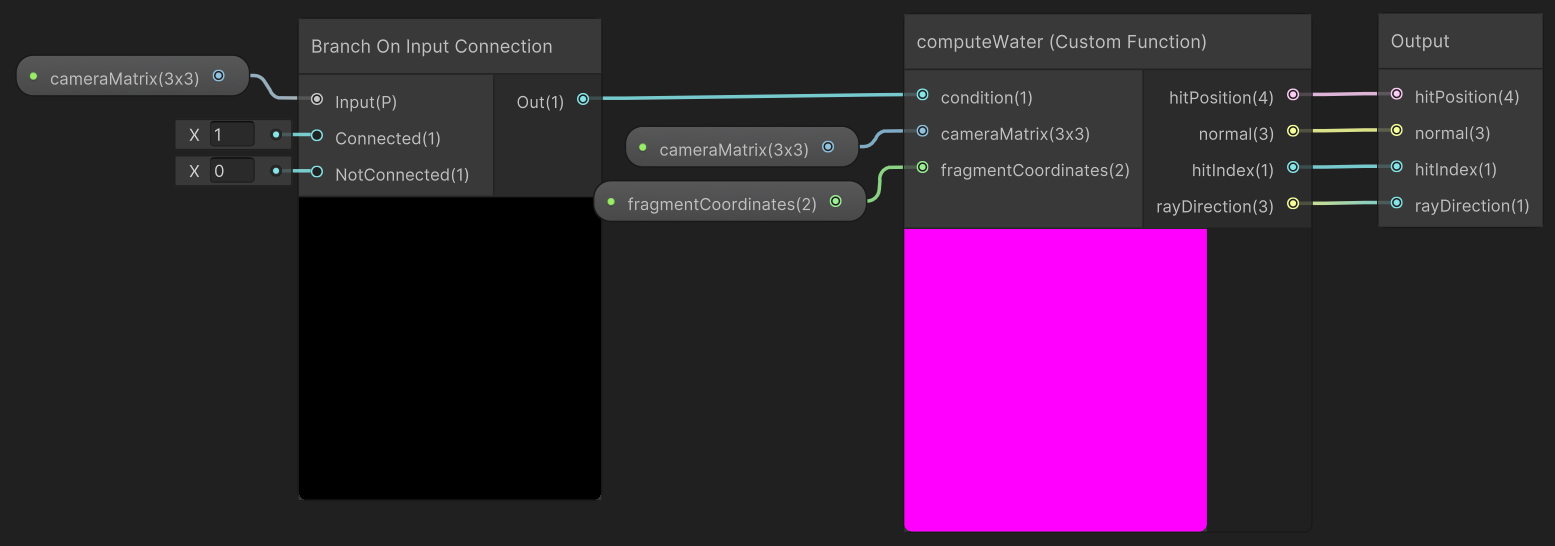 cameraMatrix(3x3)
Branch On Input Connection
Input(P)
Out(1)
X 1
Connected(1)
X 0
NotConnected(1)
cameraMatrix(3x3)
fragmentCoordinates(2)
computeWater (Custom Function)
condition(1)
cameraMatrix(3x3)
fragmentCoordinates(2)
hitPosition(4)
normal(3)
hitIndex(1)
rayDirection(3)
Output
hitPosition(4)
normal(3)
hitIndex(1)
rayDirection(1)